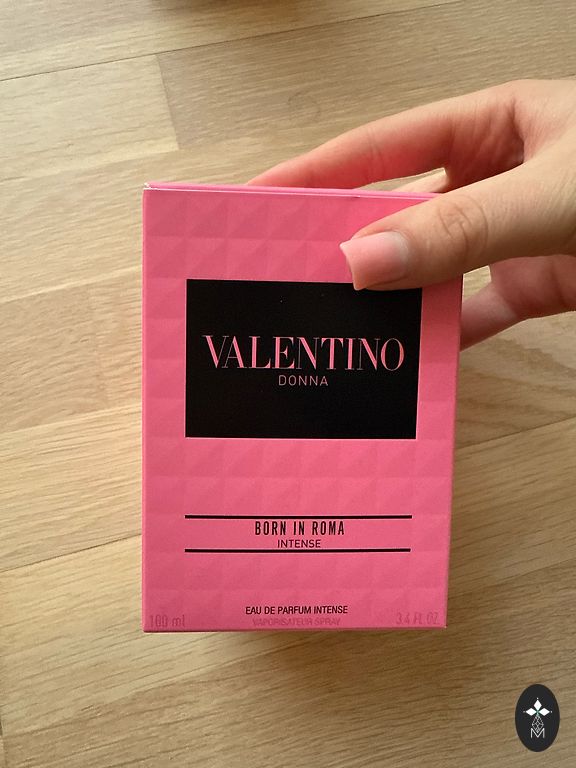 VALENTINO
DONNA
BORN IN ROMA
INTENSE
EAU DE PARFUM INTENSE
100 ml VAPORISATEUR SPRAY 3.4 FL OZ
M